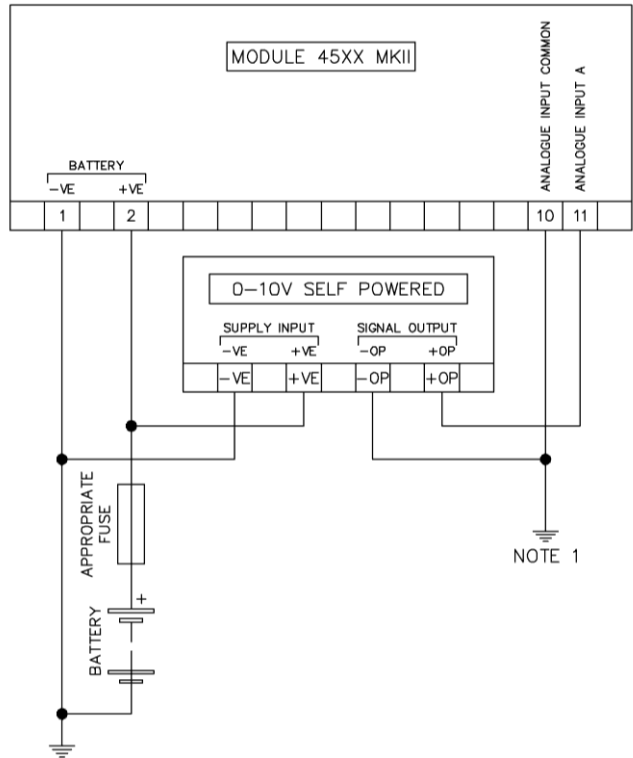 MODULE 45XX MKII
ANALOGUE INPUT COMMON
ANALOGUE INPUT A
BATTERY
-VE +VE
1 2 10 11
0-10V SELF POWERED
SUPPLY INPUT SIGNAL OUTPUT
-VE +VE -OP +OP
-VE +VE -OP +OP
APPROPRIATE
FUSE
NOTE 1
+
BATTERY